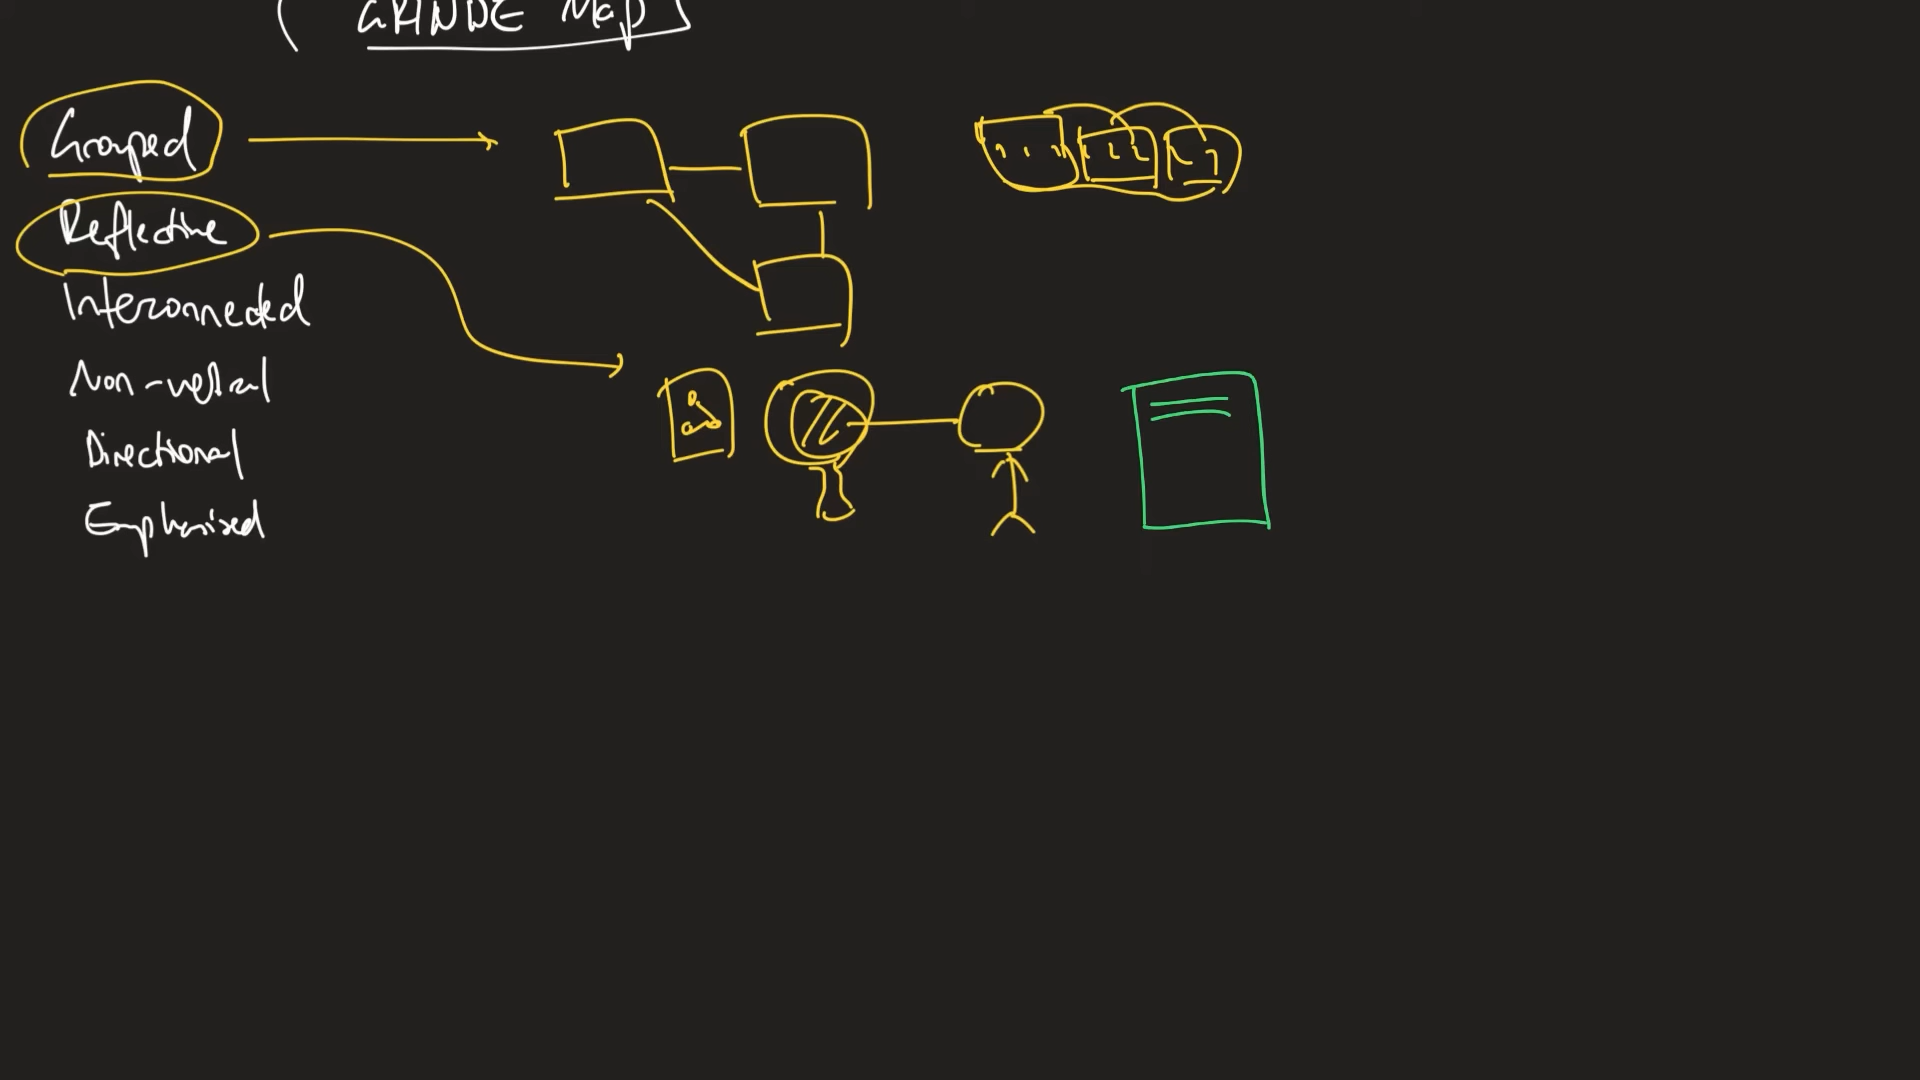 ( GRINDE Map )
Grouped
Reflective
Interconnected
Non-verbal
Directional
Emphasised